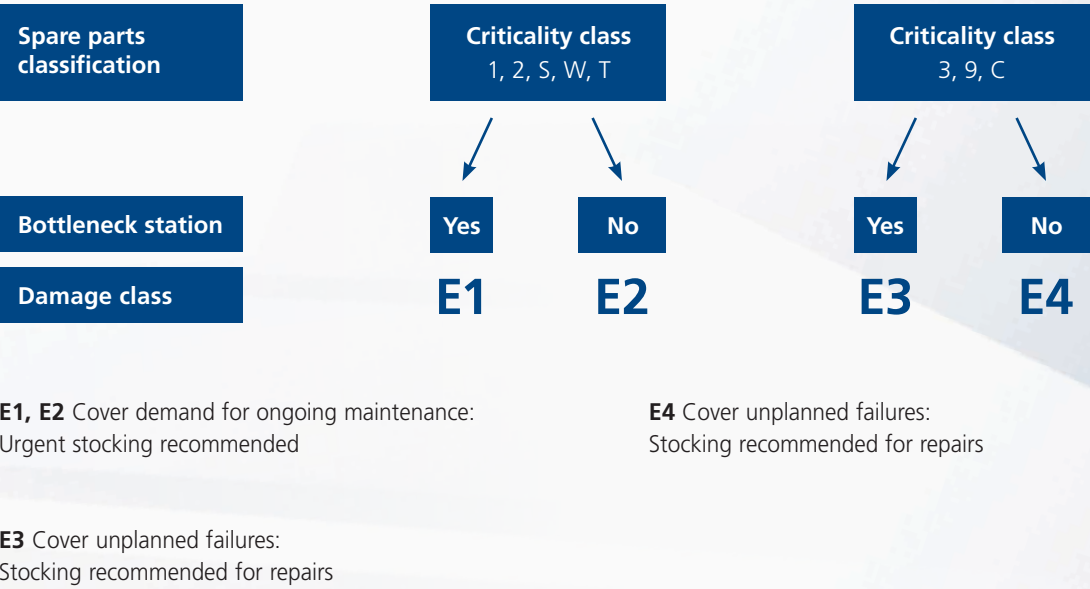 Spare parts
classification
Criticality class
1, 2, S, W, T
Criticality class
3, 9, C
Bottleneck station
Yes
No
Yes
No
Damage class
E1
E2
E3
E4
E1, E2 Cover demand for ongoing maintenance:
Urgent stocking recommended
E4 Cover unplanned failures:
Stocking recommended for repairs
E3 Cover unplanned failures:
Stocking recommended for repairs